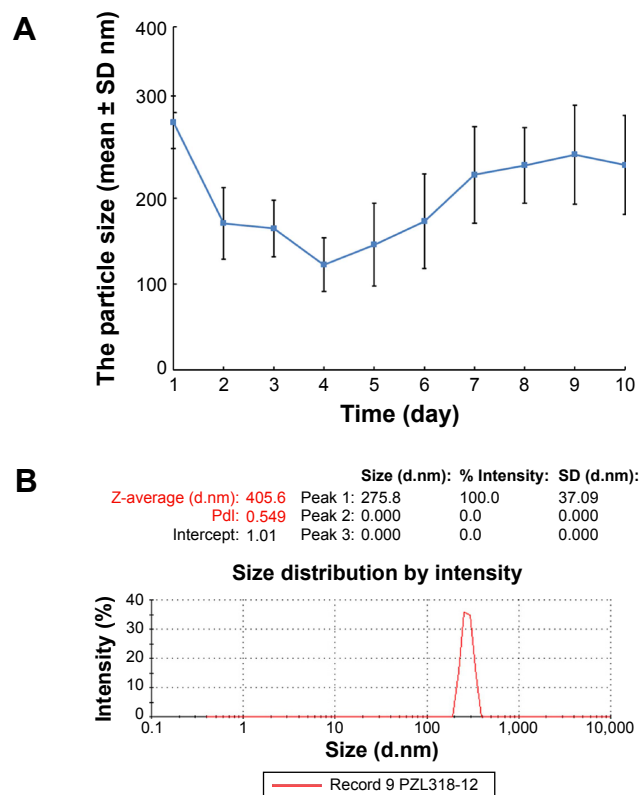 A
The particle size (mean ± SD nm)
400
300
200
100
0
1 2 3 4 5 6 7 8 9 10
Time (day)
B
Size (d.nm): % Intensity: SD (d.nm):
Z-average (d.nm): 405.6 Peak 1: 275.8 100.0 37.09
PdI: 0.549 Peak 2: 0.000 0.0 0.000
Intercept: 1.01 Peak 3: 0.000 0.0 0.000
Size distribution by intensity
Intensity (%)
40
30
20
10
0
0.1 1 10 100 1,000 10,000
Size (d.nm)
Record 9 PZL318-12